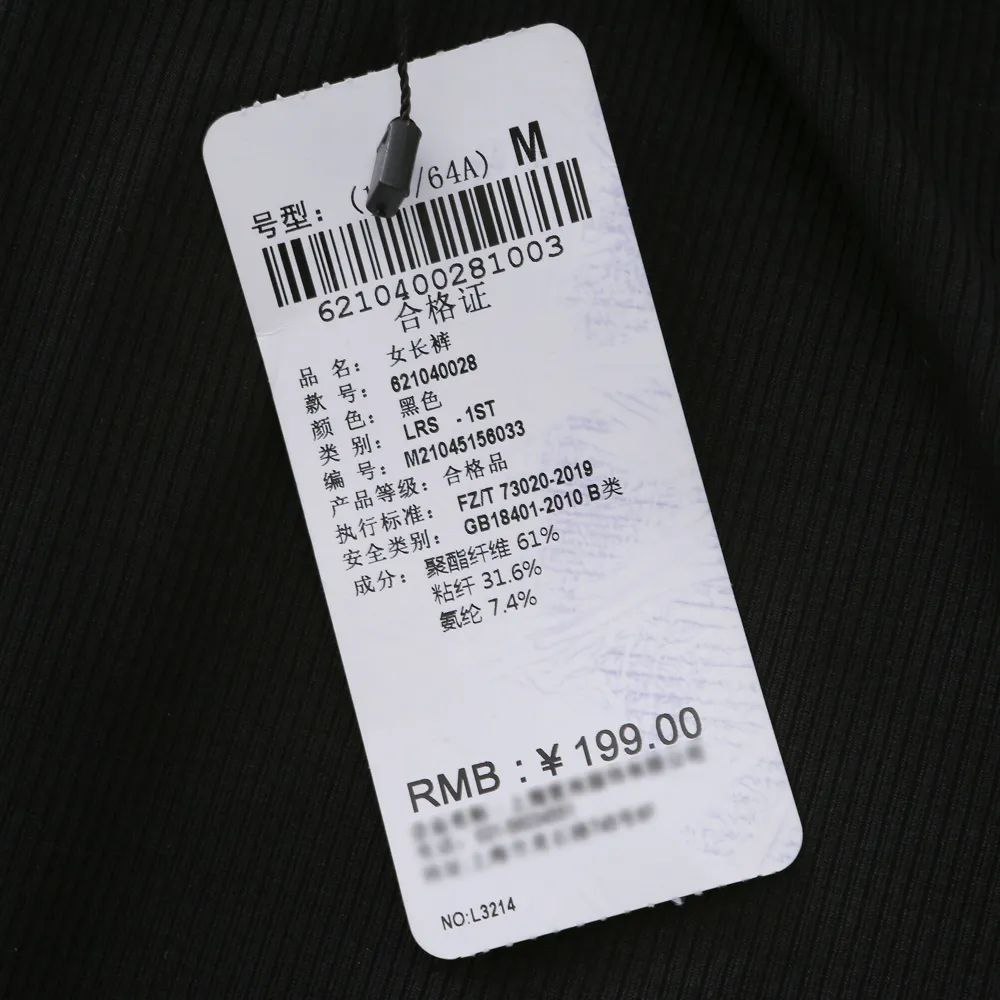 号型： ( /64A) M
6210400281003
合格证
品 名： 女长裤
款 号： 621040028
颜 色： 黑色
类 别： LRS -1ST
编 号： M21045156033
产品等级： 合格品
执行标准： FZ/T 73020-2019
安全类别： GB18401-2010 B类
成分： 聚酯纤维 61%
粘纤 31.6%
氨纶 7.4%
RMB：¥ 199.00
NO:L3214